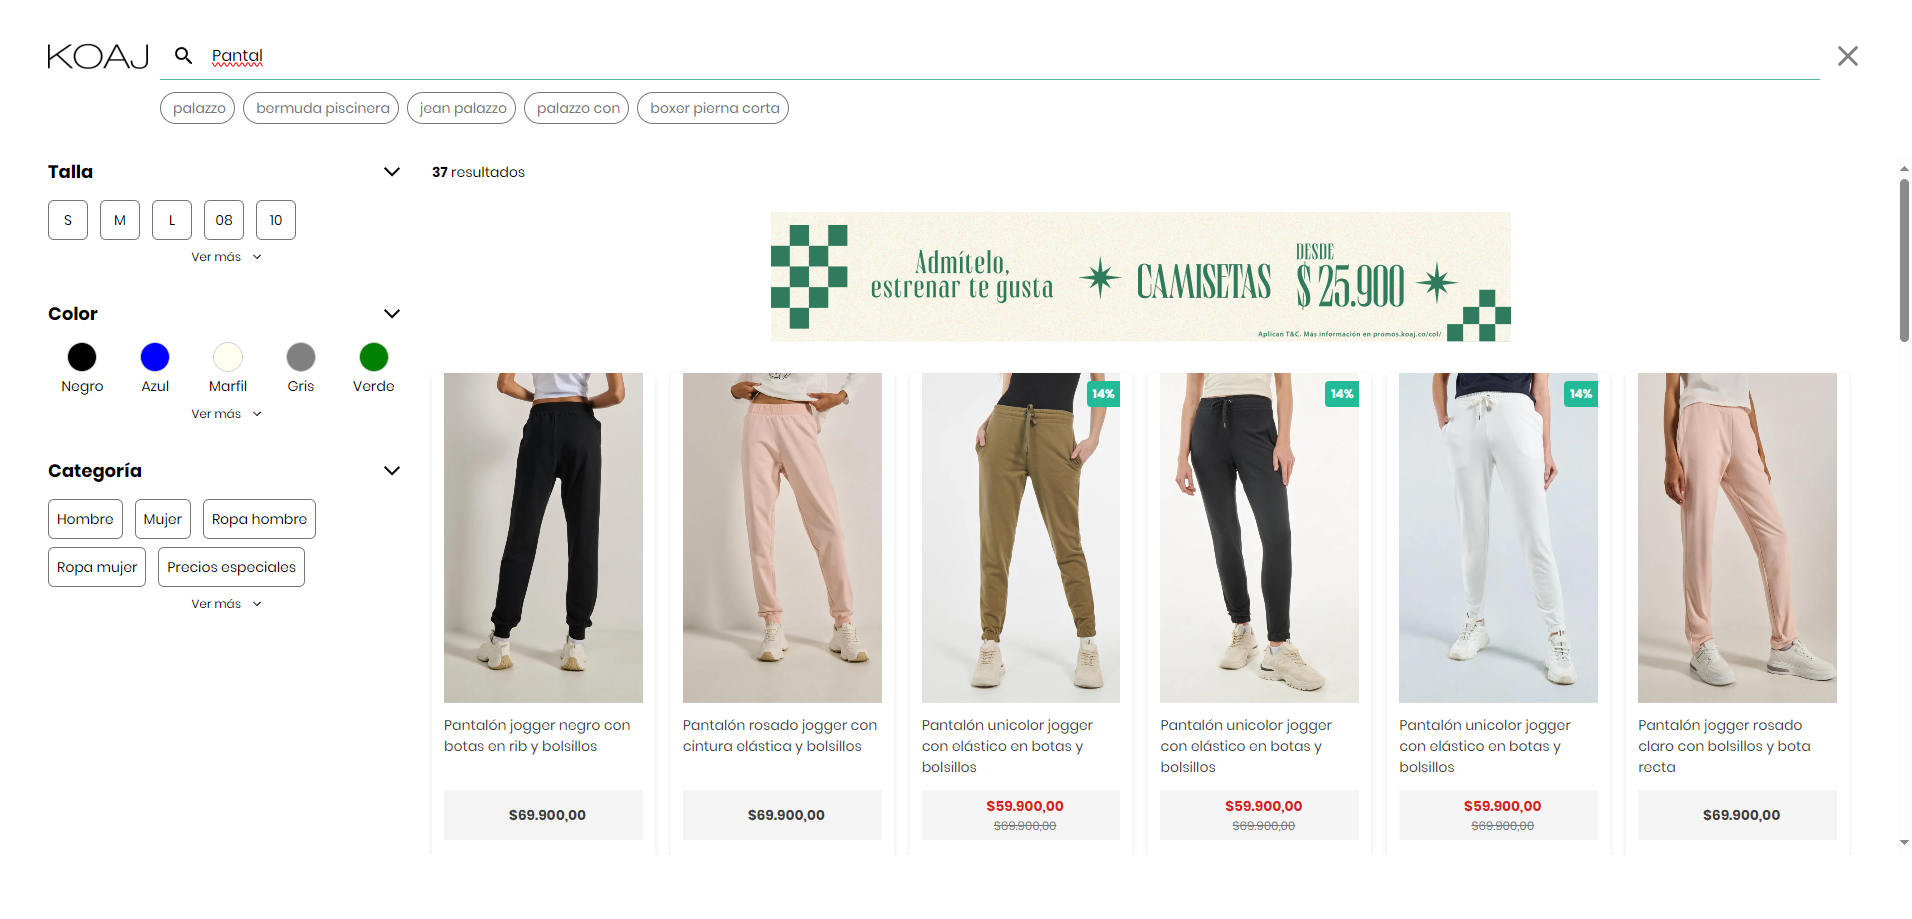 KOAJ
Pantal
palazzo
bermuda piscinera
jean palazzo
palazzo con
boxer pierna corta
Talla
S
M
L
08
10
Ver más
Color
Negro
Azul
Marfil
Gris
Verde
Ver más
Categoría
Hombre
Mujer
Ropa hombre
Ropa mujer
Precios especiales
Ver más
37 resultados
Admítelo,
estrenar te gusta
CAMISETAS
DESDE
$25.900
Aplican T&C. Más información en promos.koaj.co/col/
Pantalón jogger negro con
botas en rib y bolsillos
$69.900,00
Pantalón rosado jogger con
cintura elástica y bolsillos
$69.900,00
14%
Pantalón unicolor jogger
con elástico en botas y
bolsillos
$59.900,00
$69.900,00
14%
Pantalón unicolor jogger
con elástico en botas y
bolsillos
$59.900,00
$69.900,00
14%
Pantalón unicolor jogger
con elástico en botas y
bolsillos
$59.900,00
$69.900,00
Pantalón jogger rosado
claro con bolsillos y bota
recta
$69.900,00